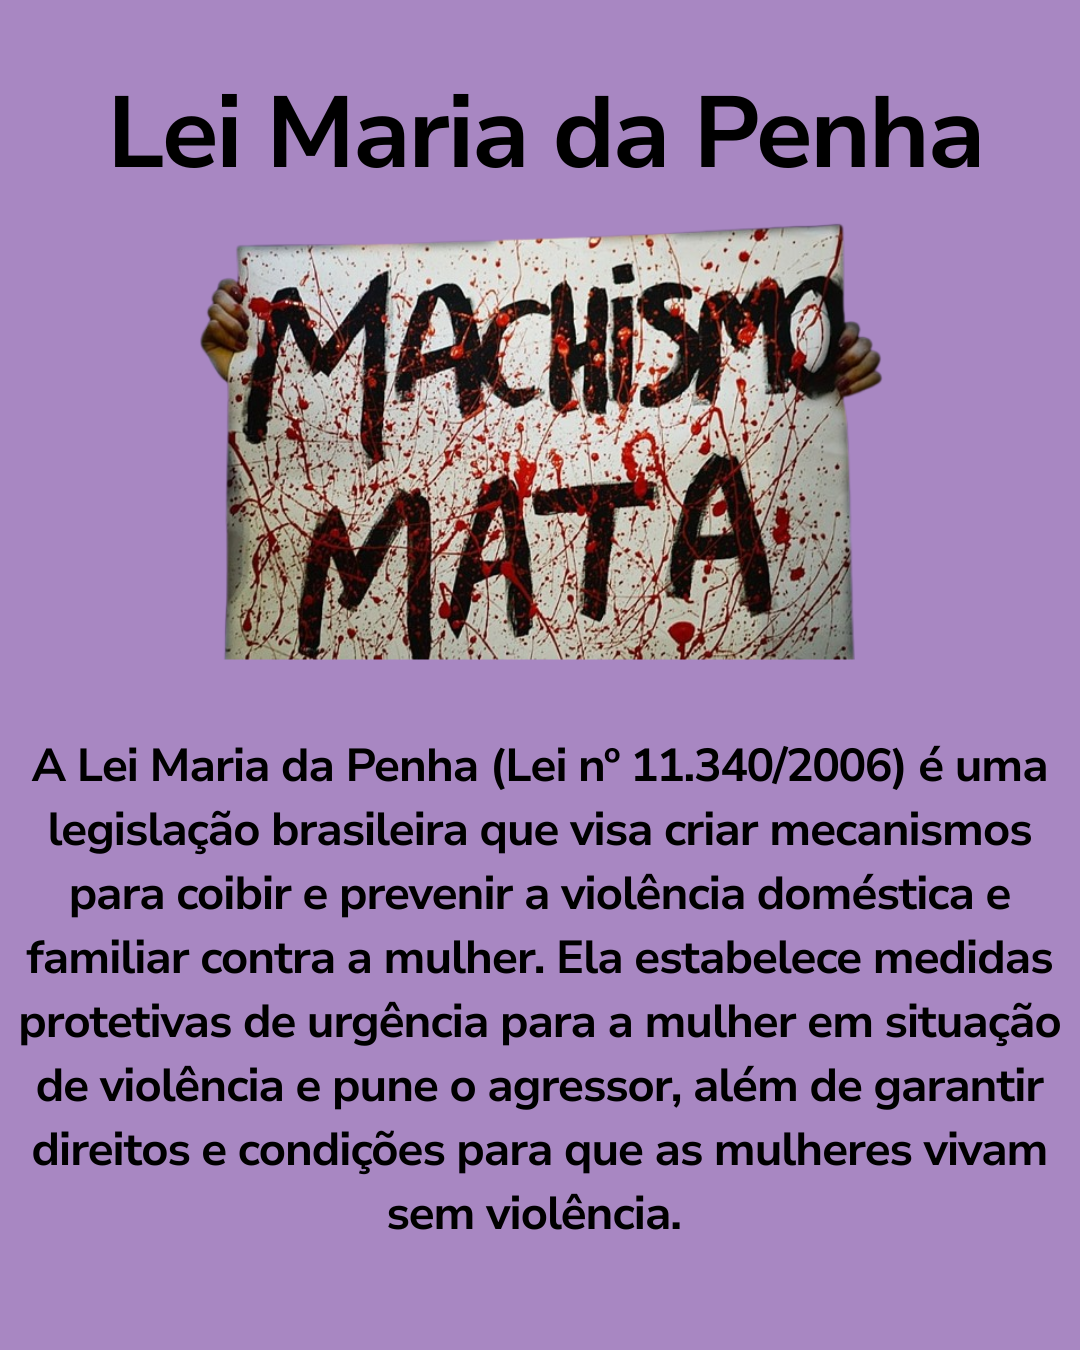 Lei Maria da Penha
MACHISMO
MATA
A Lei Maria da Penha (Lei nº 11.340/2006) é uma
legislação brasileira que visa criar mecanismos
para coibir e prevenir a violência doméstica e
familiar contra a mulher. Ela estabelece medidas
protetivas de urgência para a mulher em situação
de violência e pune o agressor, além de garantir
direitos e condições para que as mulheres vivam
sem violência.